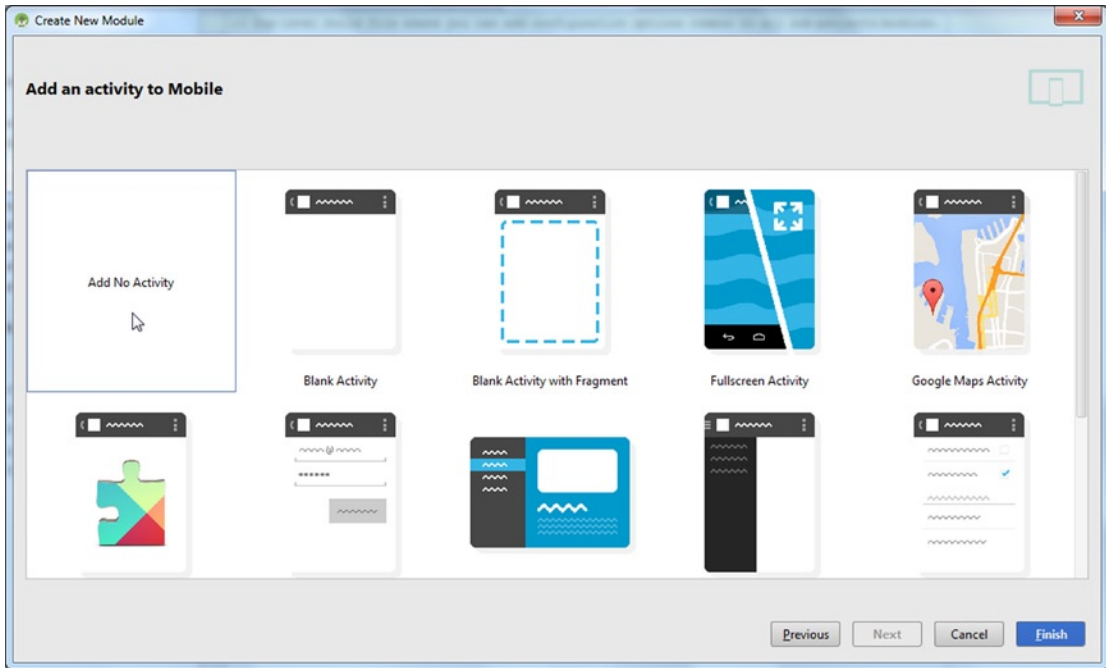 Create New Module
Add an activity to Mobile
Add No Activity
Blank Activity
Blank Activity with Fragment
Fullscreen Activity
Google Maps Activity
Previous
Next
Cancel
Finish